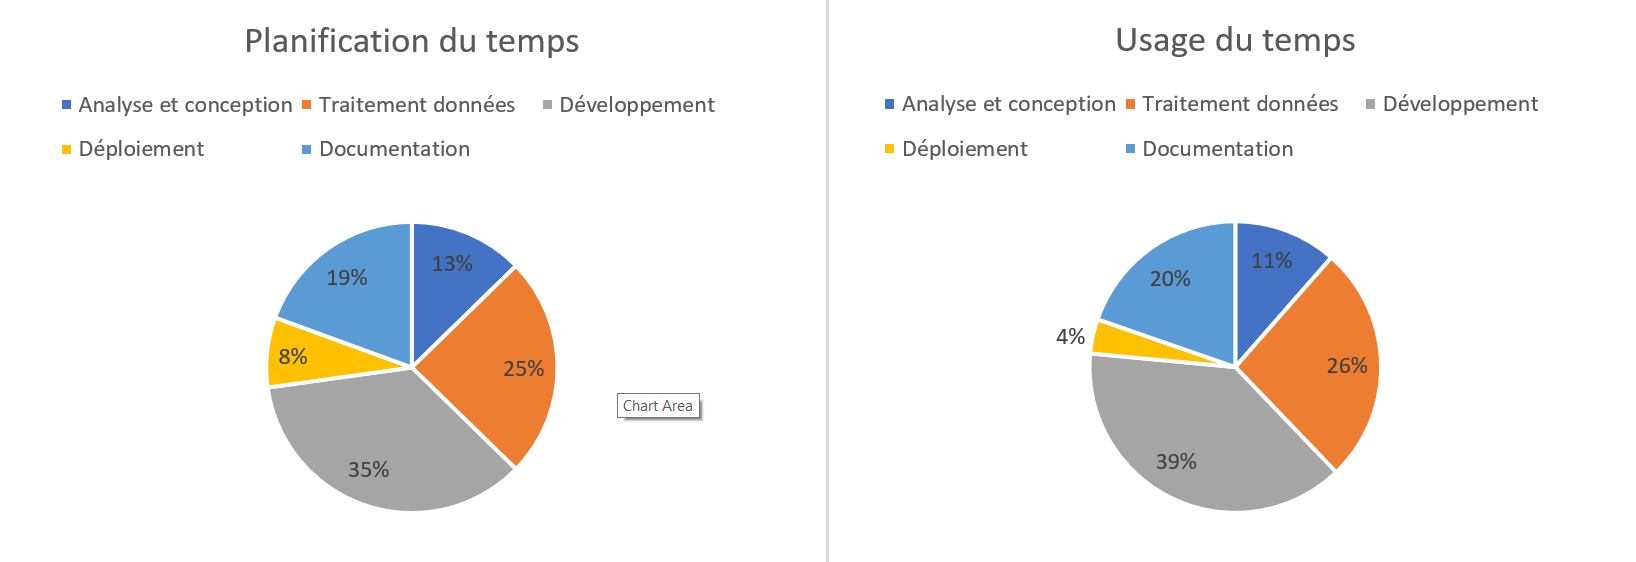 Planification du temps
Analyse et conception Traitement données Développement
Déploiement Documentation
13%
19%
8%
25%
35%
Chart Area
Usage du temps
Analyse et conception Traitement données Développement
Déploiement Documentation
11%
20%
4%
26%
39%